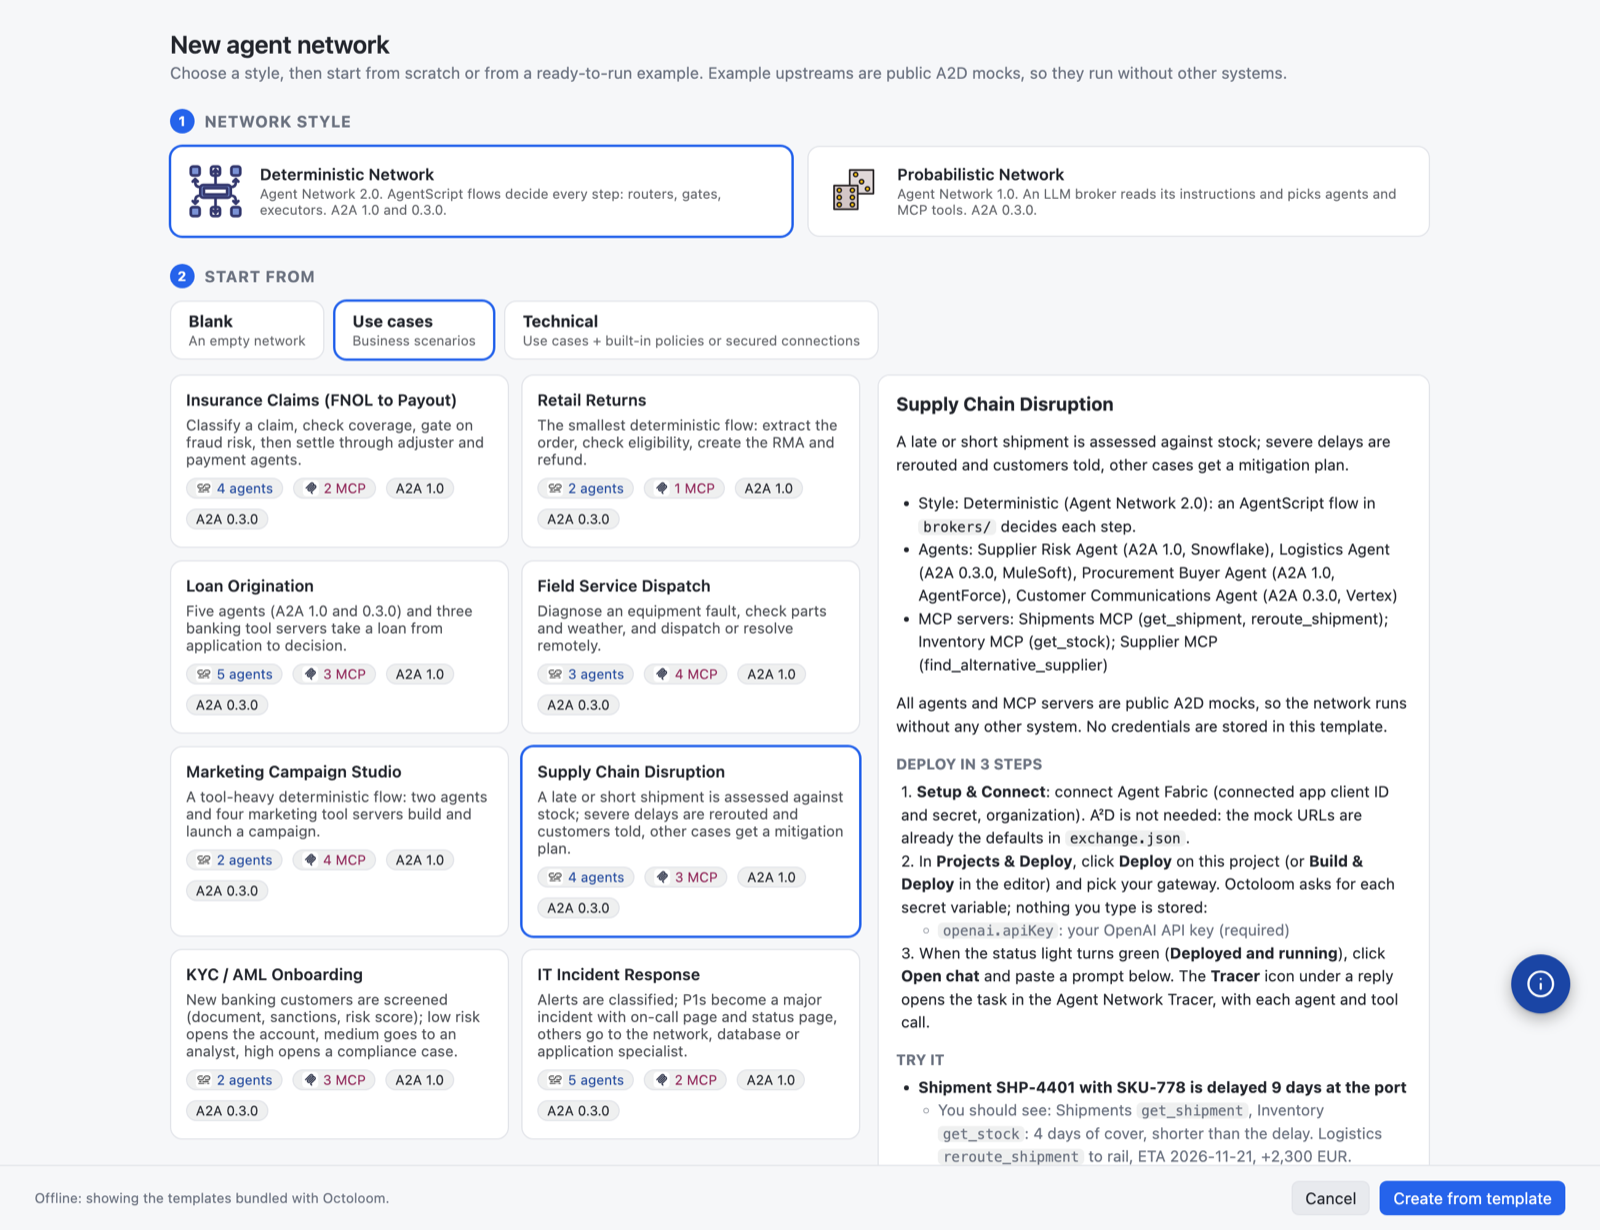 New agent network
Choose a style, then start from scratch or from a ready-to-run example. Example upstreams are public A2D mocks, so they run without other systems.
1 NETWORK STYLE
Deterministic Network
Agent Network 2.0. AgentScript flows decide every step: routers, gates,
executors. A2A 1.0 and 0.3.0.
Probabilistic Network
Agent Network 1.0. An LLM broker reads its instructions and picks agents and
MCP tools. A2A 0.3.0.
2 START FROM
Blank
An empty network
Use cases
Business scenarios
Technical
Use cases + built-in policies or secured connections
Insurance Claims (FNOL to Payout)
Classify a claim, check coverage, gate on
fraud risk, then settle through adjuster and
payment agents.
4 agents 2 MCP A2A 1.0
A2A 0.3.0
Retail Returns
The smallest deterministic flow: extract the
order, check eligibility, create the RMA and
refund.
2 agents 1 MCP A2A 1.0
A2A 0.3.0
Loan Origination
Five agents (A2A 1.0 and 0.3.0) and three
banking tool servers take a loan from
application to decision.
5 agents 3 MCP A2A 1.0
A2A 0.3.0
Field Service Dispatch
Diagnose an equipment fault, check parts
and weather, and dispatch or resolve
remotely.
3 agents 4 MCP A2A 1.0
A2A 0.3.0
Marketing Campaign Studio
A tool-heavy deterministic flow: two agents
and four marketing tool servers build and
launch a campaign.
2 agents 4 MCP A2A 1.0
A2A 0.3.0
Supply Chain Disruption
A late or short shipment is assessed against
stock; severe delays are rerouted and
customers told, other cases get a mitigation
plan.
4 agents 3 MCP A2A 1.0
A2A 0.3.0
KYC / AML Onboarding
New banking customers are screened
(document, sanctions, risk score); low risk
opens the account, medium goes to an
analyst, high opens a compliance case.
2 agents 3 MCP A2A 1.0
A2A 0.3.0
IT Incident Response
Alerts are classified; P1s become a major
incident with on-call page and status page,
others go to the network, database or
application specialist.
5 agents 2 MCP A2A 1.0
A2A 0.3.0
Supply Chain Disruption
A late or short shipment is assessed against stock; severe delays are
rerouted and customers told, other cases get a mitigation plan.
• Style: Deterministic (Agent Network 2.0): an AgentScript flow in
brokers/ decides each step.
• Agents: Supplier Risk Agent (A2A 1.0, Snowflake), Logistics Agent
(A2A 0.3.0, MuleSoft), Procurement Buyer Agent (A2A 1.0,
AgentForce), Customer Communications Agent (A2A 0.3.0, Vertex)
• MCP servers: Shipments MCP (get_shipment, reroute_shipment);
Inventory MCP (get_stock); Supplier MCP
(find_alternative_supplier)
All agents and MCP servers are public A2D mocks, so the network runs
without any other system. No credentials are stored in this template.
DEPLOY IN 3 STEPS
1. Setup & Connect: connect Agent Fabric (connected app client ID
and secret, organization). A²D is not needed: the mock URLs are
already the defaults in exchange.json.
2. In Projects & Deploy, click Deploy on this project (or Build &
Deploy in the editor) and pick your gateway. Octoloom asks for each
secret variable; nothing you type is stored:
◦ openai.apiKey: your OpenAI API key (required)
3. When the status light turns green (Deployed and running), click
Open chat and paste a prompt below. The Tracer icon under a reply
opens the task in the Agent Network Tracer, with each agent and tool
call.
TRY IT
• Shipment SHP-4401 with SKU-778 is delayed 9 days at the port
◦ You should see: Shipments get_shipment, Inventory
get_stock: 4 days of cover, shorter than the delay. Logistics
reroute_shipment to rail, ETA 2026-11-21, +2,300 EUR.
Offline: showing the templates bundled with Octoloom.
Cancel
Create from template